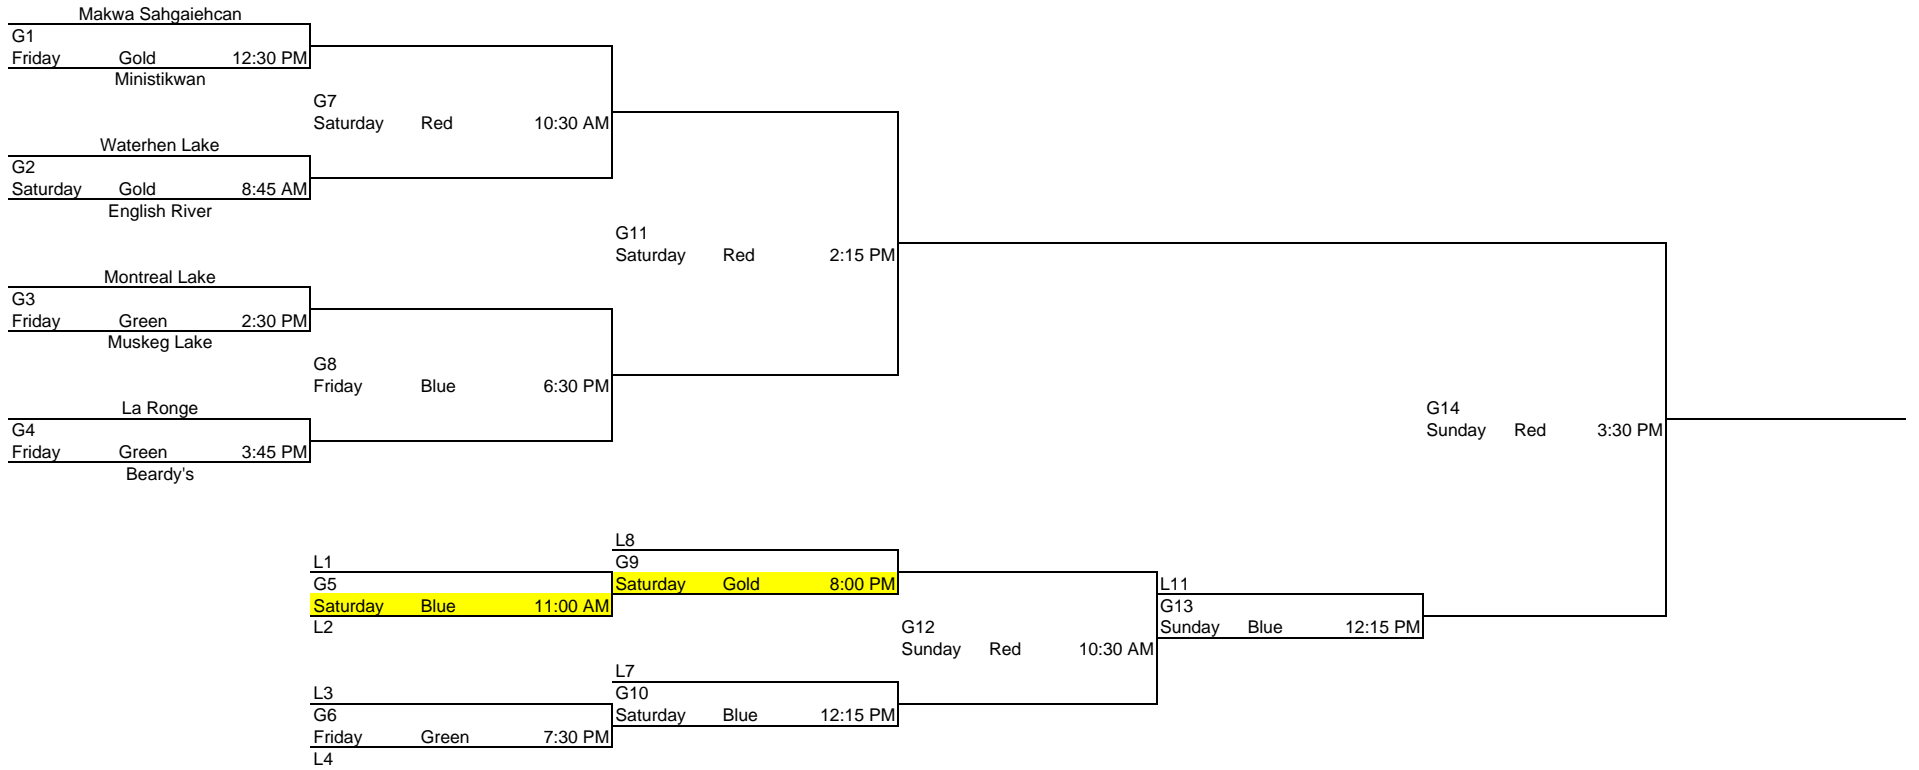 Makwa Sahgaiehcan
G1
Friday Gold 12:30 PM
Ministikwan
G7
Saturday Red 10:30 AM
Waterhen Lake
G2
Saturday Gold 8:45 AM
English River
G11
Saturday Red 2:15 PM
Montreal Lake
G3
Friday Green 2:30 PM
Muskeg Lake
G8
Friday Blue 6:30 PM
La Ronge
G4
Friday Green 3:45 PM
Beardy's
G14
Sunday Red 3:30 PM
L8
L1
G9
G5
Saturday Gold 8:00 PM
Saturday Blue 11:00 AM
L2
L11
G13
Sunday Blue 12:15 PM
G12
Sunday Red 10:30 AM
L7
L3
G10
G6
Saturday Blue 12:15 PM
Friday Green 7:30 PM
L4